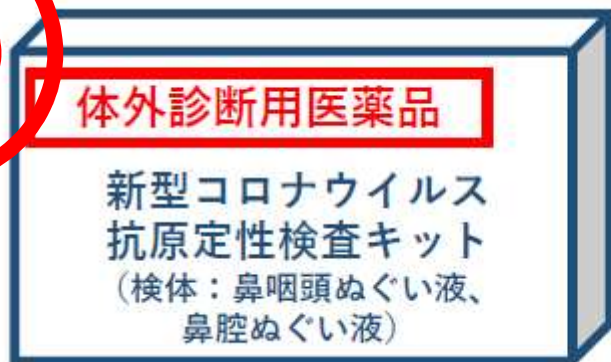 体外診断用医薬品
新型コロナウイルス
抗原定性検査キット
（検体：鼻咽頭ぬぐい液、
鼻腔ぬぐい液）